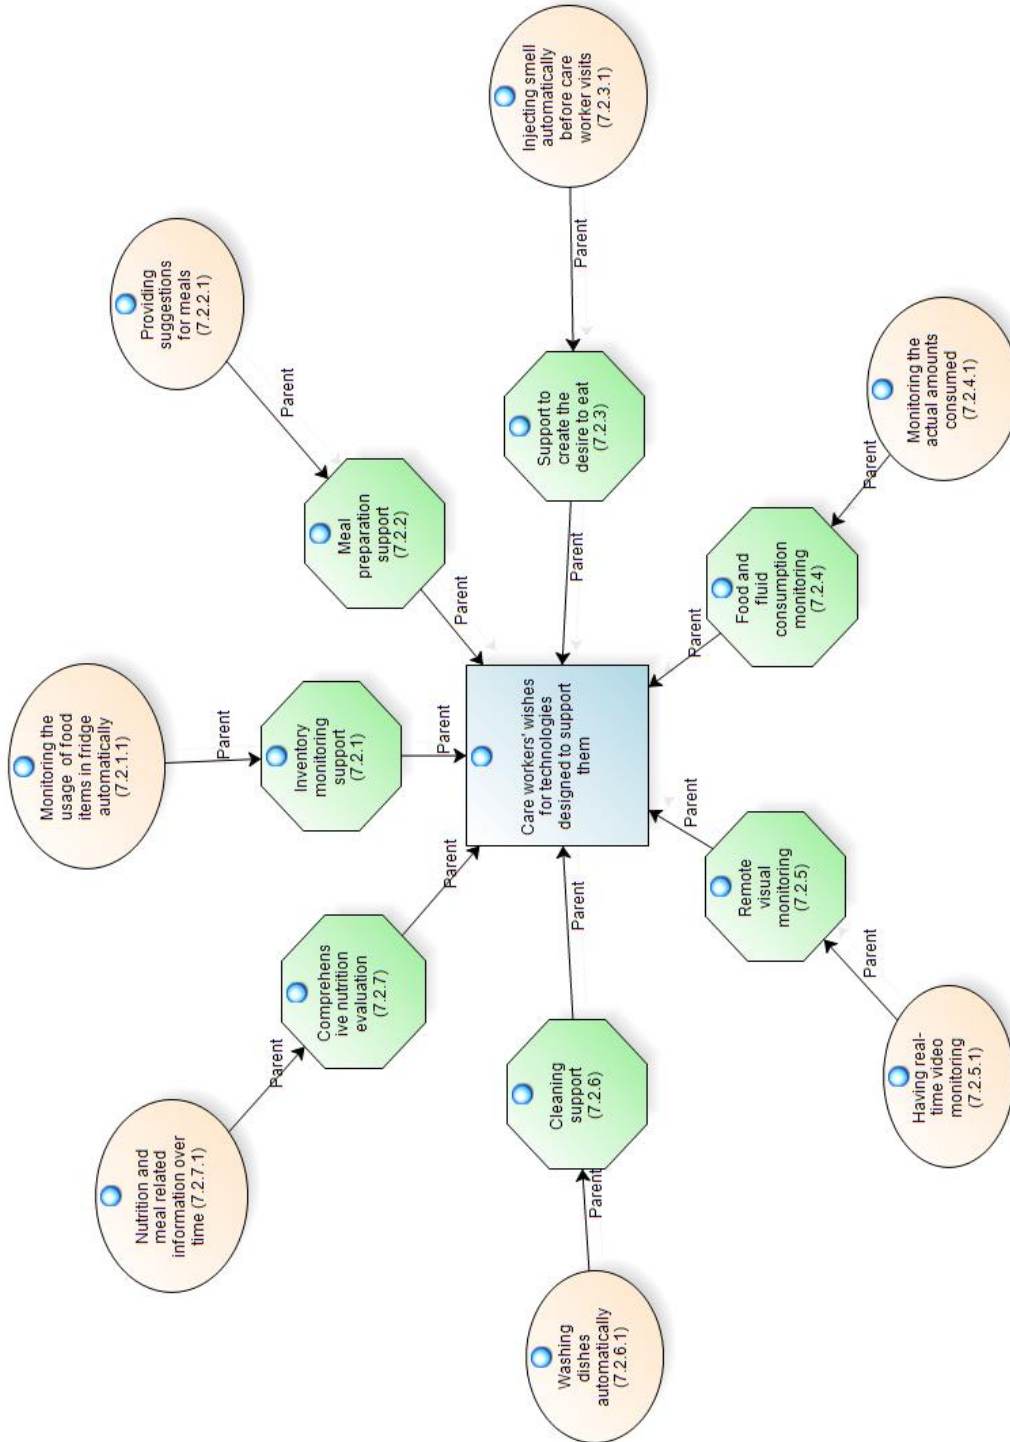 Monitoring the
usage of food
items in fridge
automatically
(7.2.1.1)
Parent
Nutrition and
meal related
information over
time (7.2.7.1)
Parent
Providing
suggestions
for meals
(7.2.2.1)
Parent
Inventory
monitoring
support
(7.2.1)
Parent
Comprehens
ive nutrition
evaluation
(7.2.7)
Parent
Meal
preparation
support
(7.2.2)
Parent
Care workers' wishes
for technologies
designed to support
them
Washing
dishes
automatically
(7.2.6.1)
Parent
Cleaning
support
(7.2.6)
Parent
Support to
create the
desire to eat
(7.2.3)
Parent
Injecting smell
automatically
before care
worker visits
(7.2.3.1)
Parent
Remote
visual
monitoring
(7.2.5)
Parent
Having real-
time video
monitoring
(7.2.5.1)
Parent
Food and
fluid
consumption
monitoring
(7.2.4)
Parent
Monitoring the
actual amounts
consumed
(7.2.4.1)
Parent